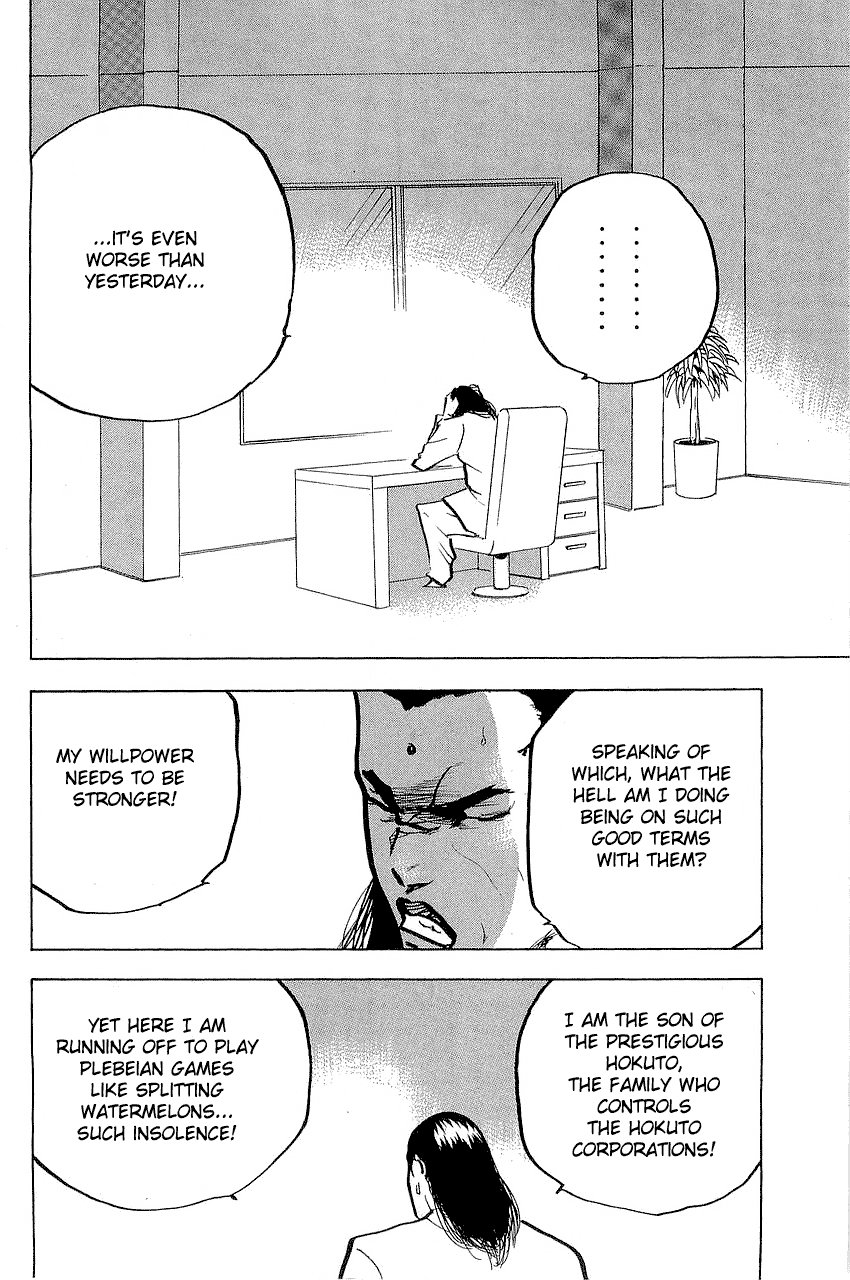 ...IT'S EVEN
WORSE THAN
YESTERDAY...
SPEAKING OF
WHICH, WHAT THE
HELL AM I DOING
BEING ON SUCH
GOOD TERMS
WITH THEM?
MY WILLPOWER
NEEDS TO BE
STRONGER!
I AM THE SON OF
THE PRESTIGIOUS
HOKUTO,
THE FAMILY WHO
CONTROLS
THE HOKUTO
CORPORATIONS!
YET HERE I AM
RUNNING OFF TO PLAY
PLEBEIAN GAMES
LIKE SPLITTING
WATERMELONS...
SUCH INSOLENCE!